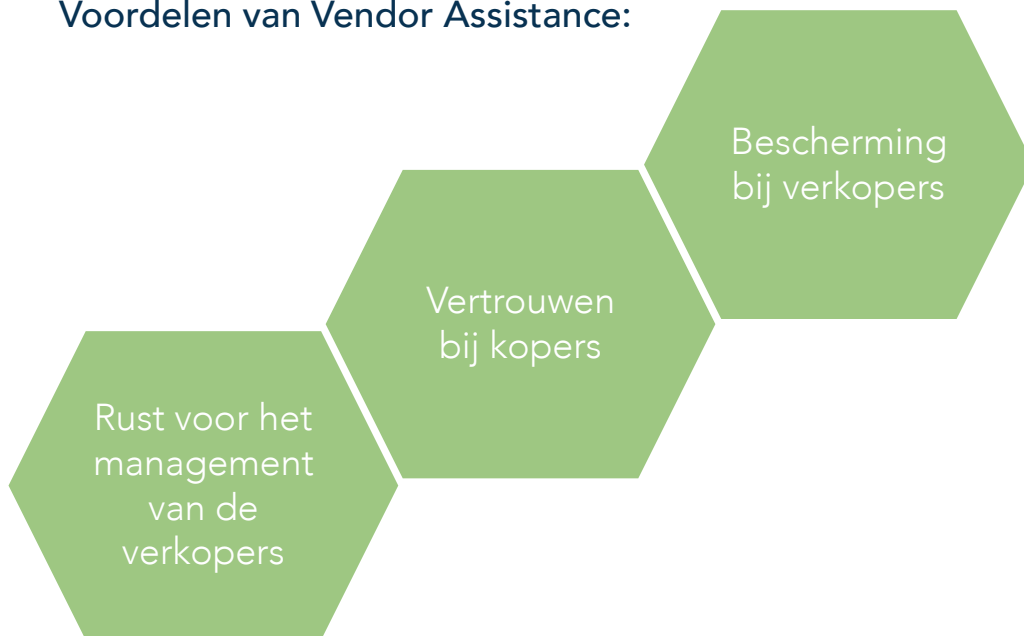 Voordelen van Vendor Assistance:
Bescherming
bij verkopers
Vertrouwen
bij kopers
Rust voor het
management
van de
verkopers